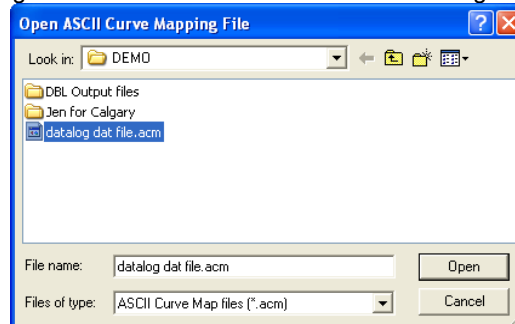 Open ASCII Curve Mapping File
Look in: DEMO
DBL Output files
Jen for Calgary
datalog dat file.acm
File name: datalog dat file.acm Open
Files of type: ASCII Curve Map files (*.acm) Cancel